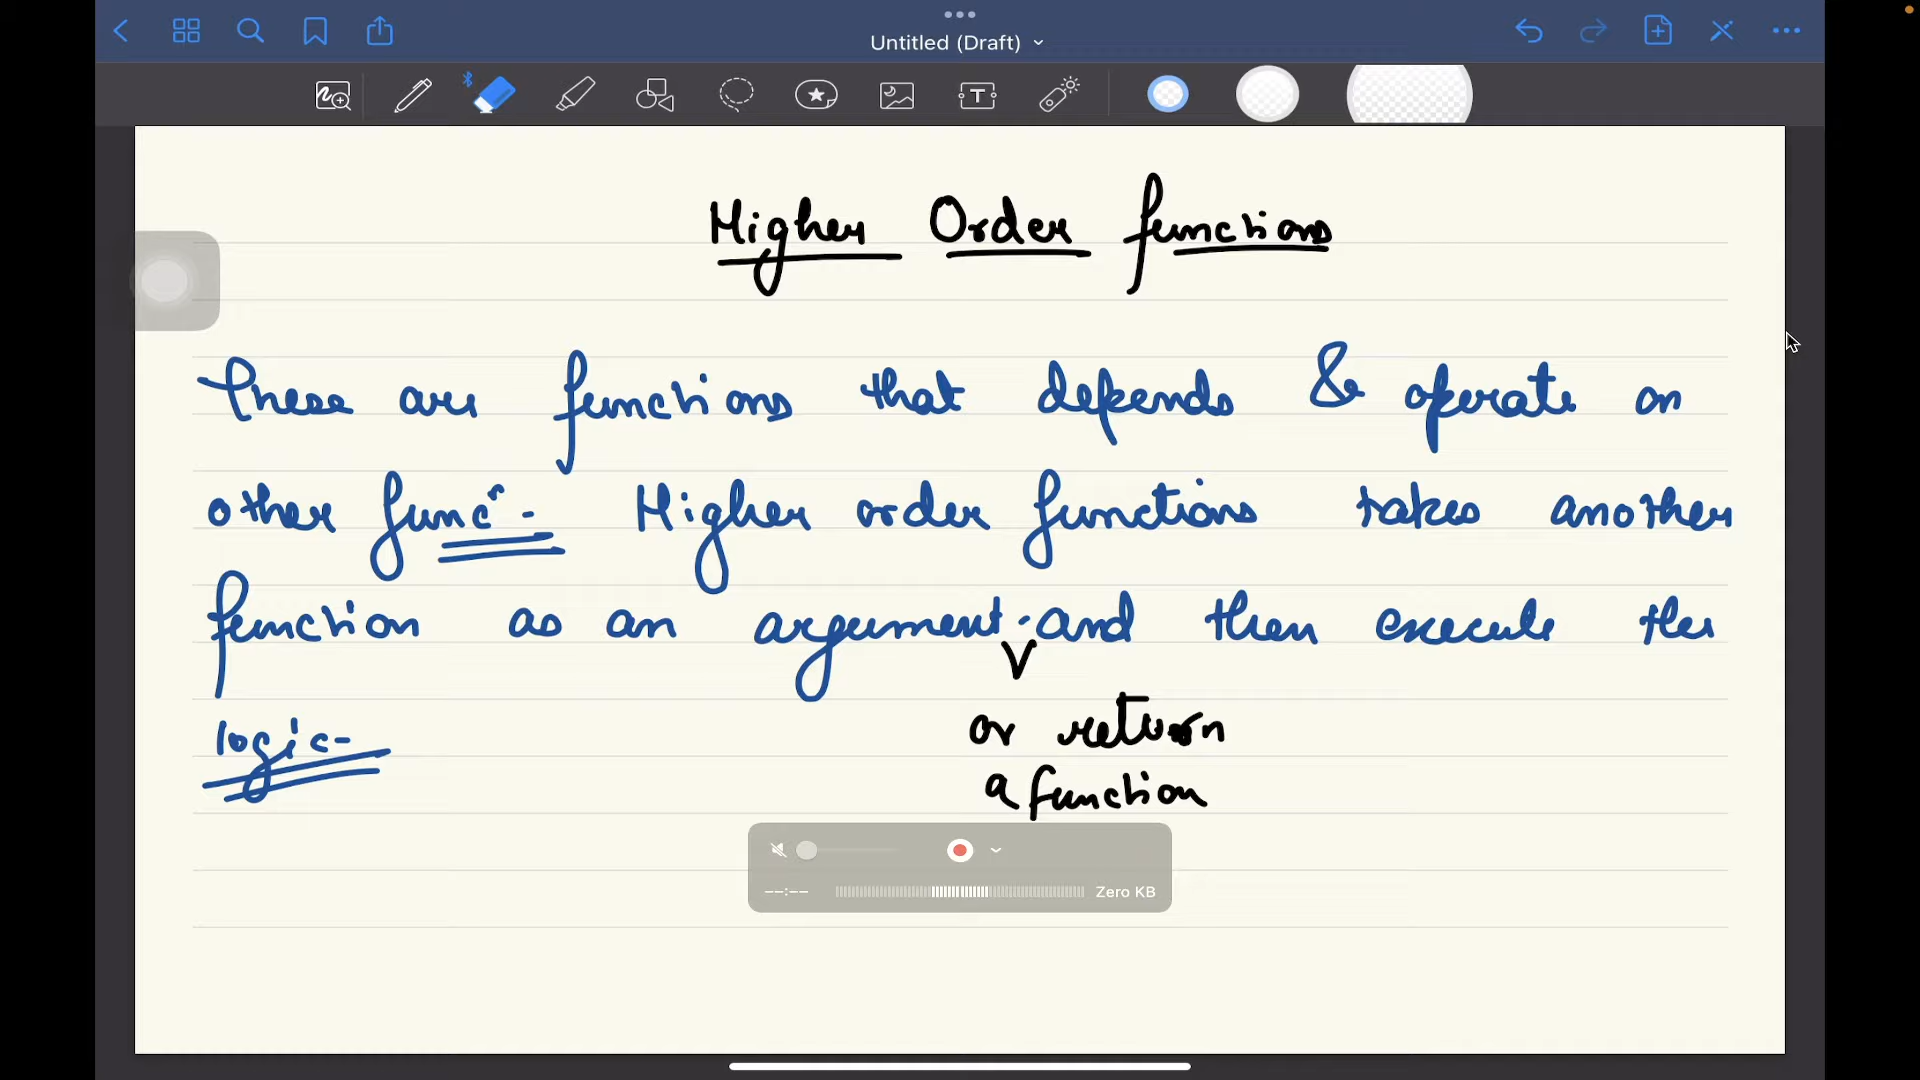 Untitled (Draft)
Higher Order functions
These are functions that depends & operate on
other funcn. Higher order functions takes another
function as an argument. and then execute the
V
logic.
or return
a function
--:--
Zero KB